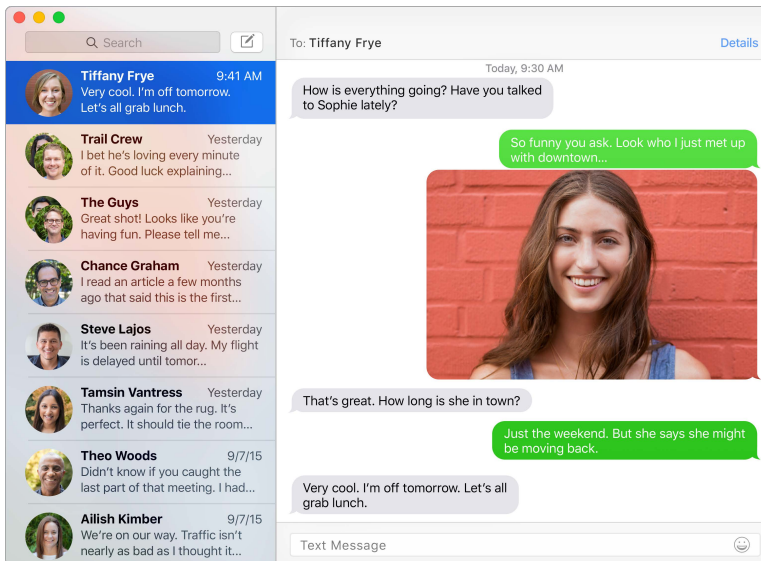 Search
Tiffany Frye 9:41 AM
Very cool. I'm off tomorrow.
Let's all grab lunch.
Trail Crew Yesterday
I bet he's loving every minute
of it. Good luck explaining...
The Guys Yesterday
Great shot! Looks like you're
having fun. Please tell me...
Chance Graham Yesterday
I read an article a few months
ago that said this is the first...
Steve Lajos Yesterday
It's been raining all day. My flight
is delayed until tomor...
Tamsin Vantress Yesterday
Thanks again for the rug. It's
perfect. It should tie the room...
Theo Woods 9/7/15
Didn't know if you caught the
last part of that meeting. I had...
Ailish Kimber 9/7/15
We're on our way. Traffic isn't
nearly as bad as I thought it...
To: Tiffany Frye Details
Today, 9:30 AM
How is everything going? Have you talked
to Sophie lately?
So funny you ask. Look who I just met up
with downtown...
That's great. How long is she in town?
Just the weekend. But she says she might
be moving back.
Very cool. I'm off tomorrow. Let's all
grab lunch.
Text Message